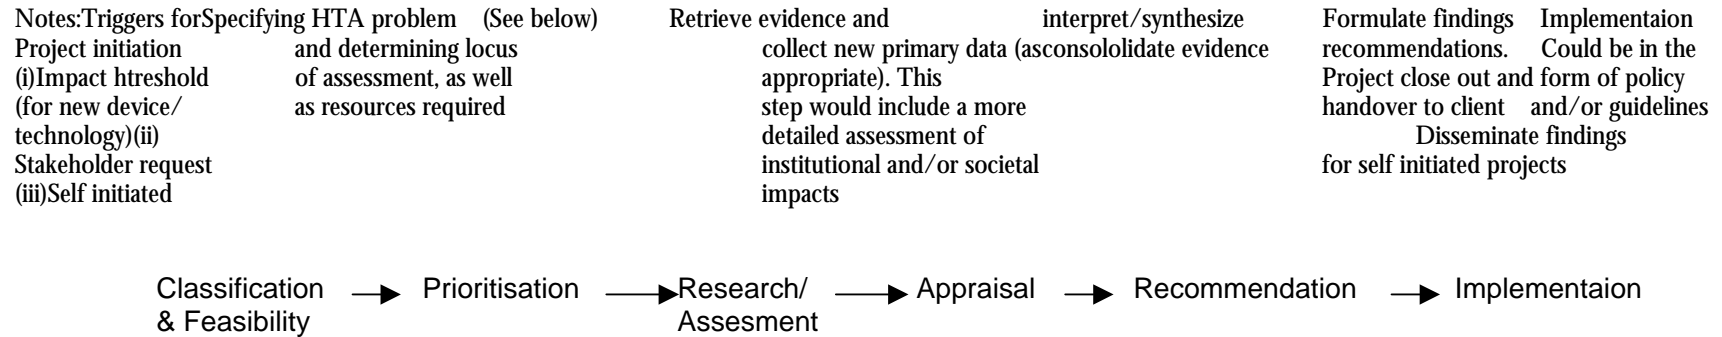 Notes:Triggers forSpecifying HTA problem (See below) Retrieve evidence and interpret/synthesize Formulate findings Implementaion
Project initiation and determining locus collect new primary data (asconsololidate evidence recommendations. Could be in the
(i)Impact htreshold of assessment, as well appropriate). This Project close out and form of policy
(for new device/ as resources required step would include a more handover to client and/or guidelines
technology)(ii) detailed assessment of Disseminate findings
Stakeholder request institutional and/or societal for self initiated projects
(iii)Self initiated impacts
Classification → Prioritisation → Research/ → Appraisal → Recommendation → Implementaion
& Feasibility Assesment